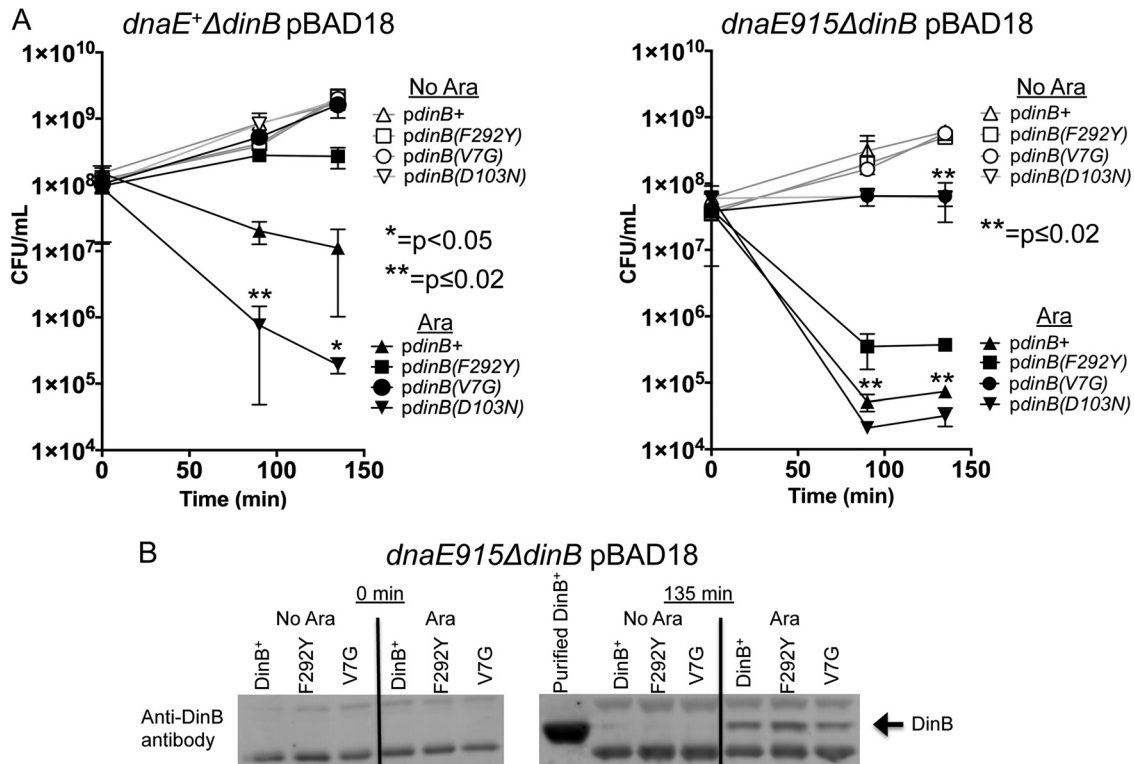 A
dnaE⁺ΔdinB pBAD18
1×10¹⁰
1×10⁹
1×10⁸
1×10⁷
1×10⁶
1×10⁵
1×10⁴
CFU/mL
0 50 100 150
Time (min)
No Ara
pdinB+
pdinB(F292Y)
pdinB(V7G)
pdinB(D103N)
*=p<0.05
**=p≤0.02
Ara
pdinB+
pdinB(F292Y)
pdinB(V7G)
pdinB(D103N)
**
*
dnaE915ΔdinB pBAD18
1×10¹⁰
1×10⁹
1×10⁸
1×10⁷
1×10⁶
1×10⁵
1×10⁴
CFU/mL
0 50 100 150
Time (min)
No Ara
pdinB+
pdinB(F292Y)
pdinB(V7G)
pdinB(D103N)
**
**=p≤0.02
Ara
pdinB+
pdinB(F292Y)
pdinB(V7G)
pdinB(D103N)
** **
B
dnaE915ΔdinB pBAD18
0 min
No Ara Ara
DinB⁺ F292Y V7G DinB⁺ F292Y V7G
Anti-DinB
antibody
Purified DinB⁺
135 min
No Ara Ara
DinB⁺ F292Y V7G DinB⁺ F292Y V7G
DinB